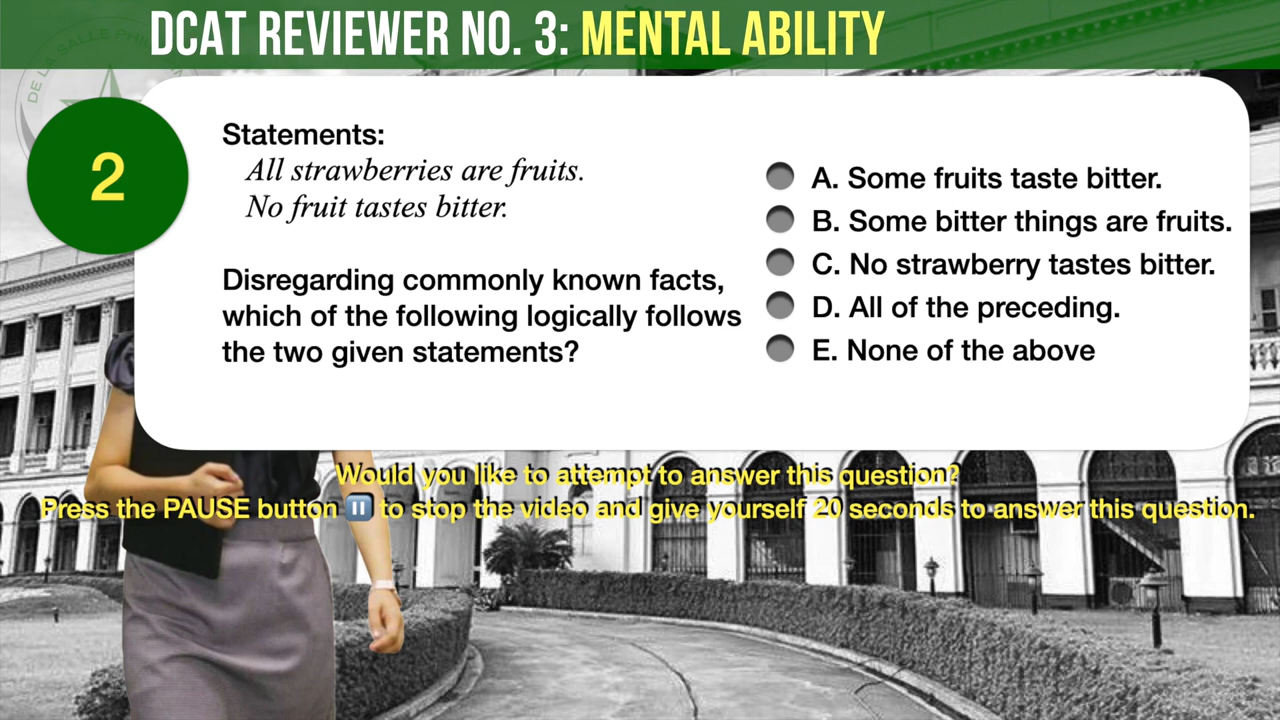 DCAT REVIEWER NO. 3: MENTAL ABILITY
DE LA SALLE PHI
2
Statements:
All strawberries are fruits.
No fruit tastes bitter.
Disregarding commonly known facts,
which of the following logically follows
the two given statements?
A. Some fruits taste bitter.
B. Some bitter things are fruits.
C. No strawberry tastes bitter.
D. All of the preceding.
E. None of the above
Would you like to attempt to answer this question?
Press the PAUSE button ⏸️ to stop the video and give yourself 20 seconds to answer this question.